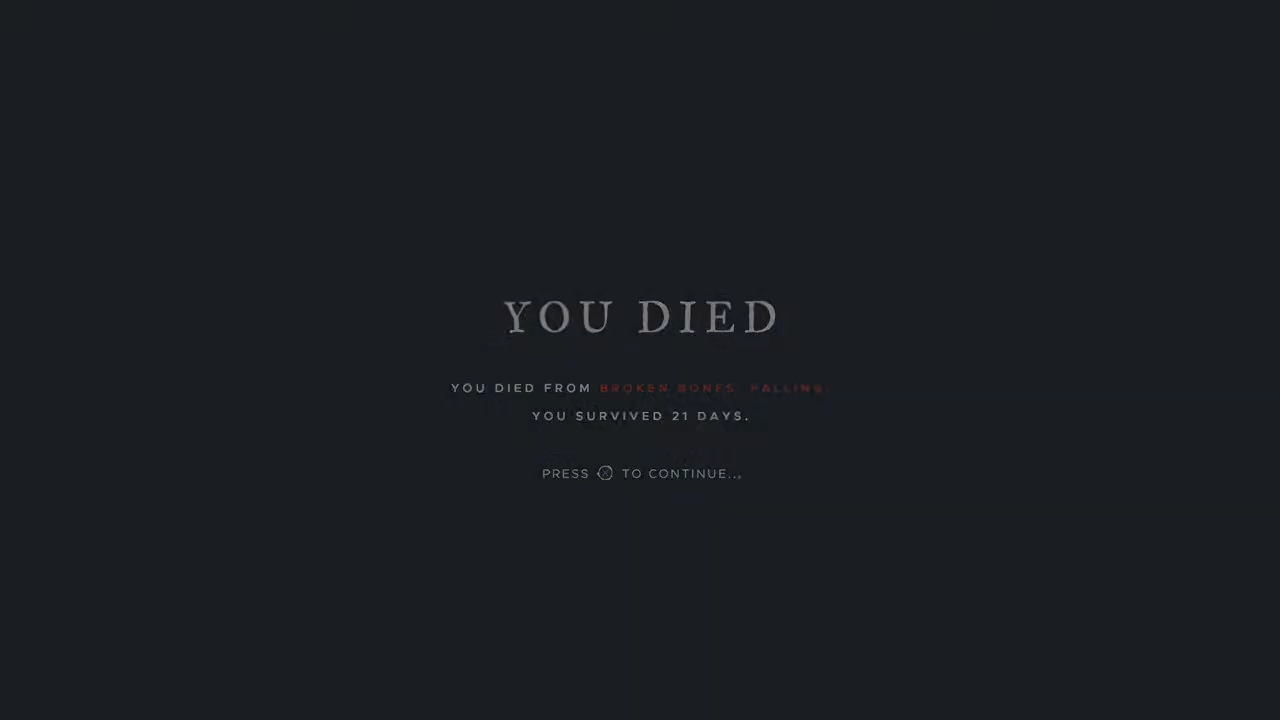 YOU DIED
YOU DIED FROM BROKEN BONES, FALLING.
YOU SURVIVED 21 DAYS.
PRESS Ⓧ TO CONTINUE...